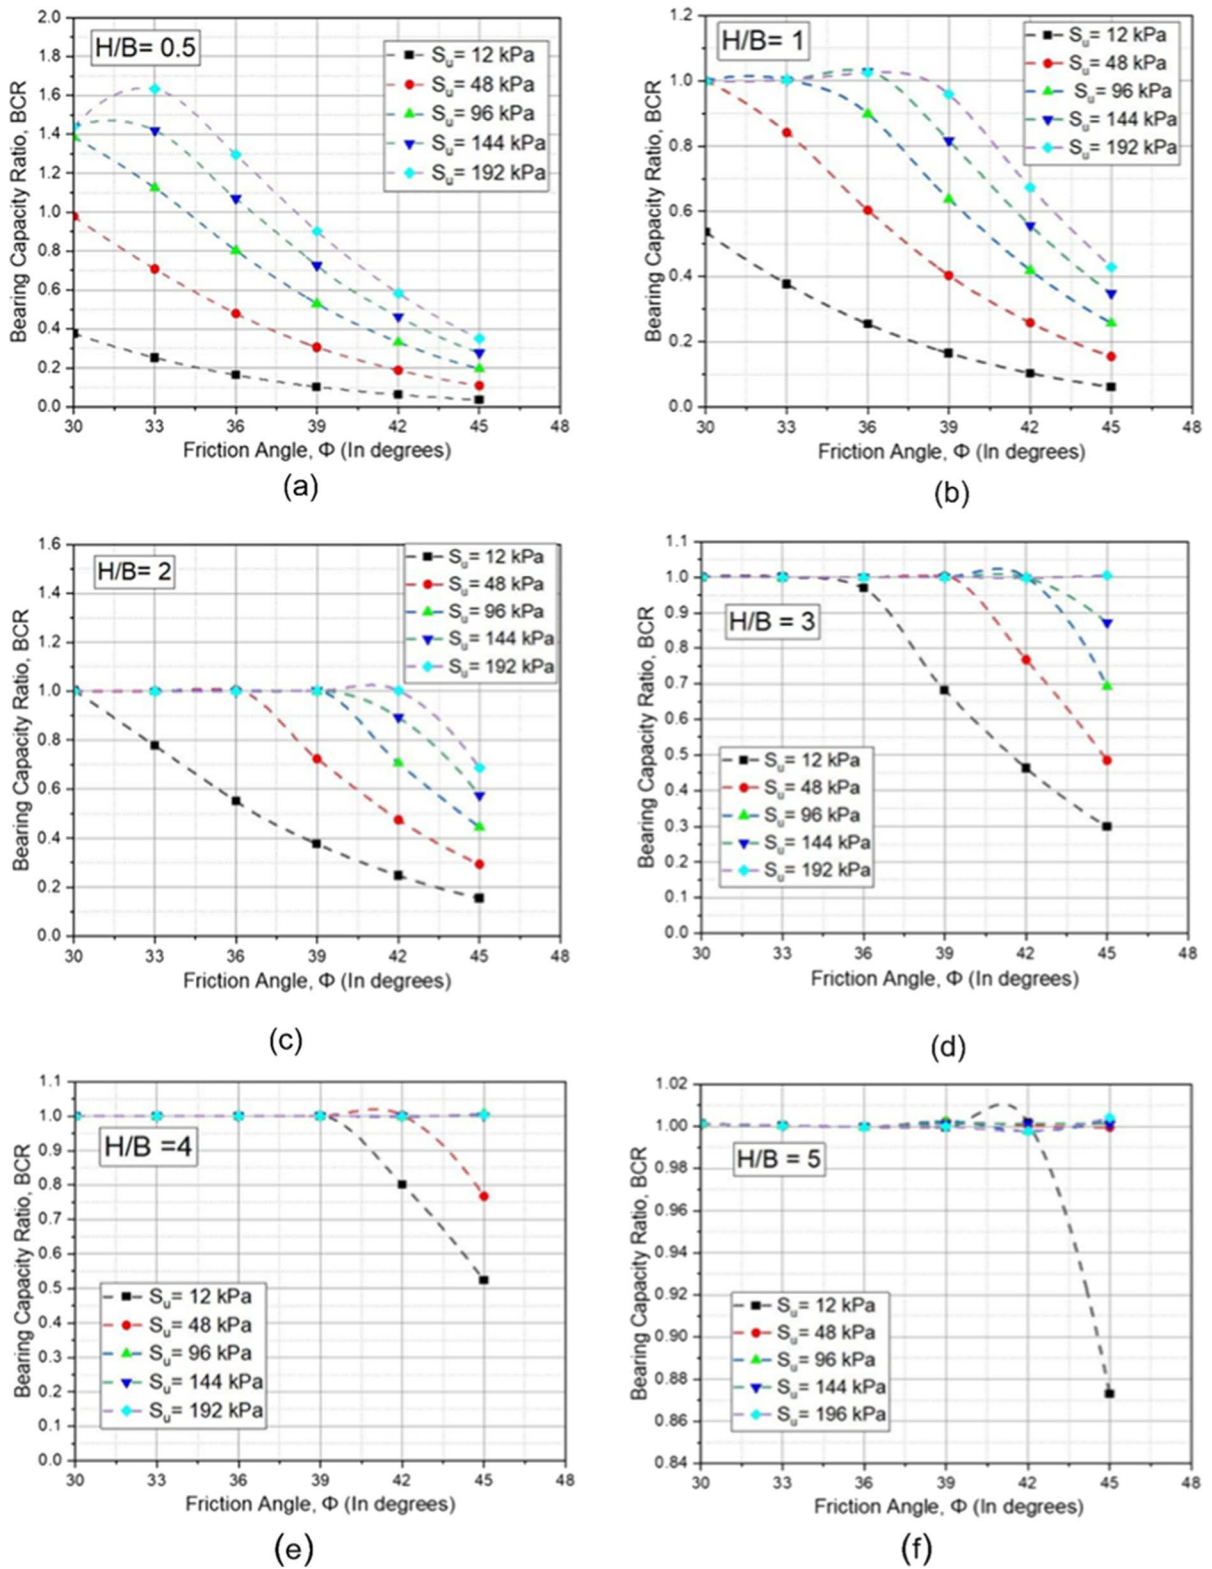 H/B= 0.5
Bearing Capacity Ratio, BCR
2.0
1.8
1.6
1.4
1.2
1.0
0.8
0.6
0.4
0.2
0.0
Su= 12 kPa
Su= 48 kPa
Su= 96 kPa
Su= 144 kPa
Su= 192 kPa
30 33 36 39 42 45 48
Friction Angle, Φ (In degrees)
(a)
H/B= 1
Bearing Capacity Ratio, BCR
1.2
1.0
0.8
0.6
0.4
0.2
0.0
Su= 12 kPa
Su= 48 kPa
Su= 96 kPa
Su= 144 kPa
Su= 192 kPa
30 33 36 39 42 45 48
Friction Angle, Φ (In degrees)
(b)
H/B= 2
Bearing Capacity Ratio, BCR
1.6
1.4
1.2
1.0
0.8
0.6
0.4
0.2
0.0
Su= 12 kPa
Su= 48 kPa
Su= 96 kPa
Su= 144 kPa
Su= 192 kPa
30 33 36 39 42 45 48
Friction Angle, Φ (In degrees)
(c)
H/B = 3
Bearing Capacity Ratio, BCR
1.1
1.0
0.9
0.8
0.7
0.6
0.5
0.4
0.3
0.2
0.1
0.0
Su= 12 kPa
Su= 48 kPa
Su= 96 kPa
Su= 144 kPa
Su= 192 kPa
30 33 36 39 42 45 48
Friction Angle, Φ (In degrees)
(d)
H/B =4
Bearing Capacity Ratio, BCR
1.1
1.0
0.9
0.8
0.7
0.6
0.5
0.4
0.3
0.2
0.1
0.0
Su= 12 kPa
Su= 48 kPa
Su= 96 kPa
Su= 144 kPa
Su= 192 kPa
30 33 36 39 42 45 48
Friction Angle, Φ (In degrees)
(e)
H/B = 5
Bearing Capacity Ratio, BCR
1.02
1.00
0.98
0.96
0.94
0.92
0.90
0.88
0.86
0.84
Su= 12 kPa
Su= 48 kPa
Su= 96 kPa
Su= 144 kPa
Su= 196 kPa
30 33 36 39 42 45 48
Friction Angle, Φ (In degrees)
(f)